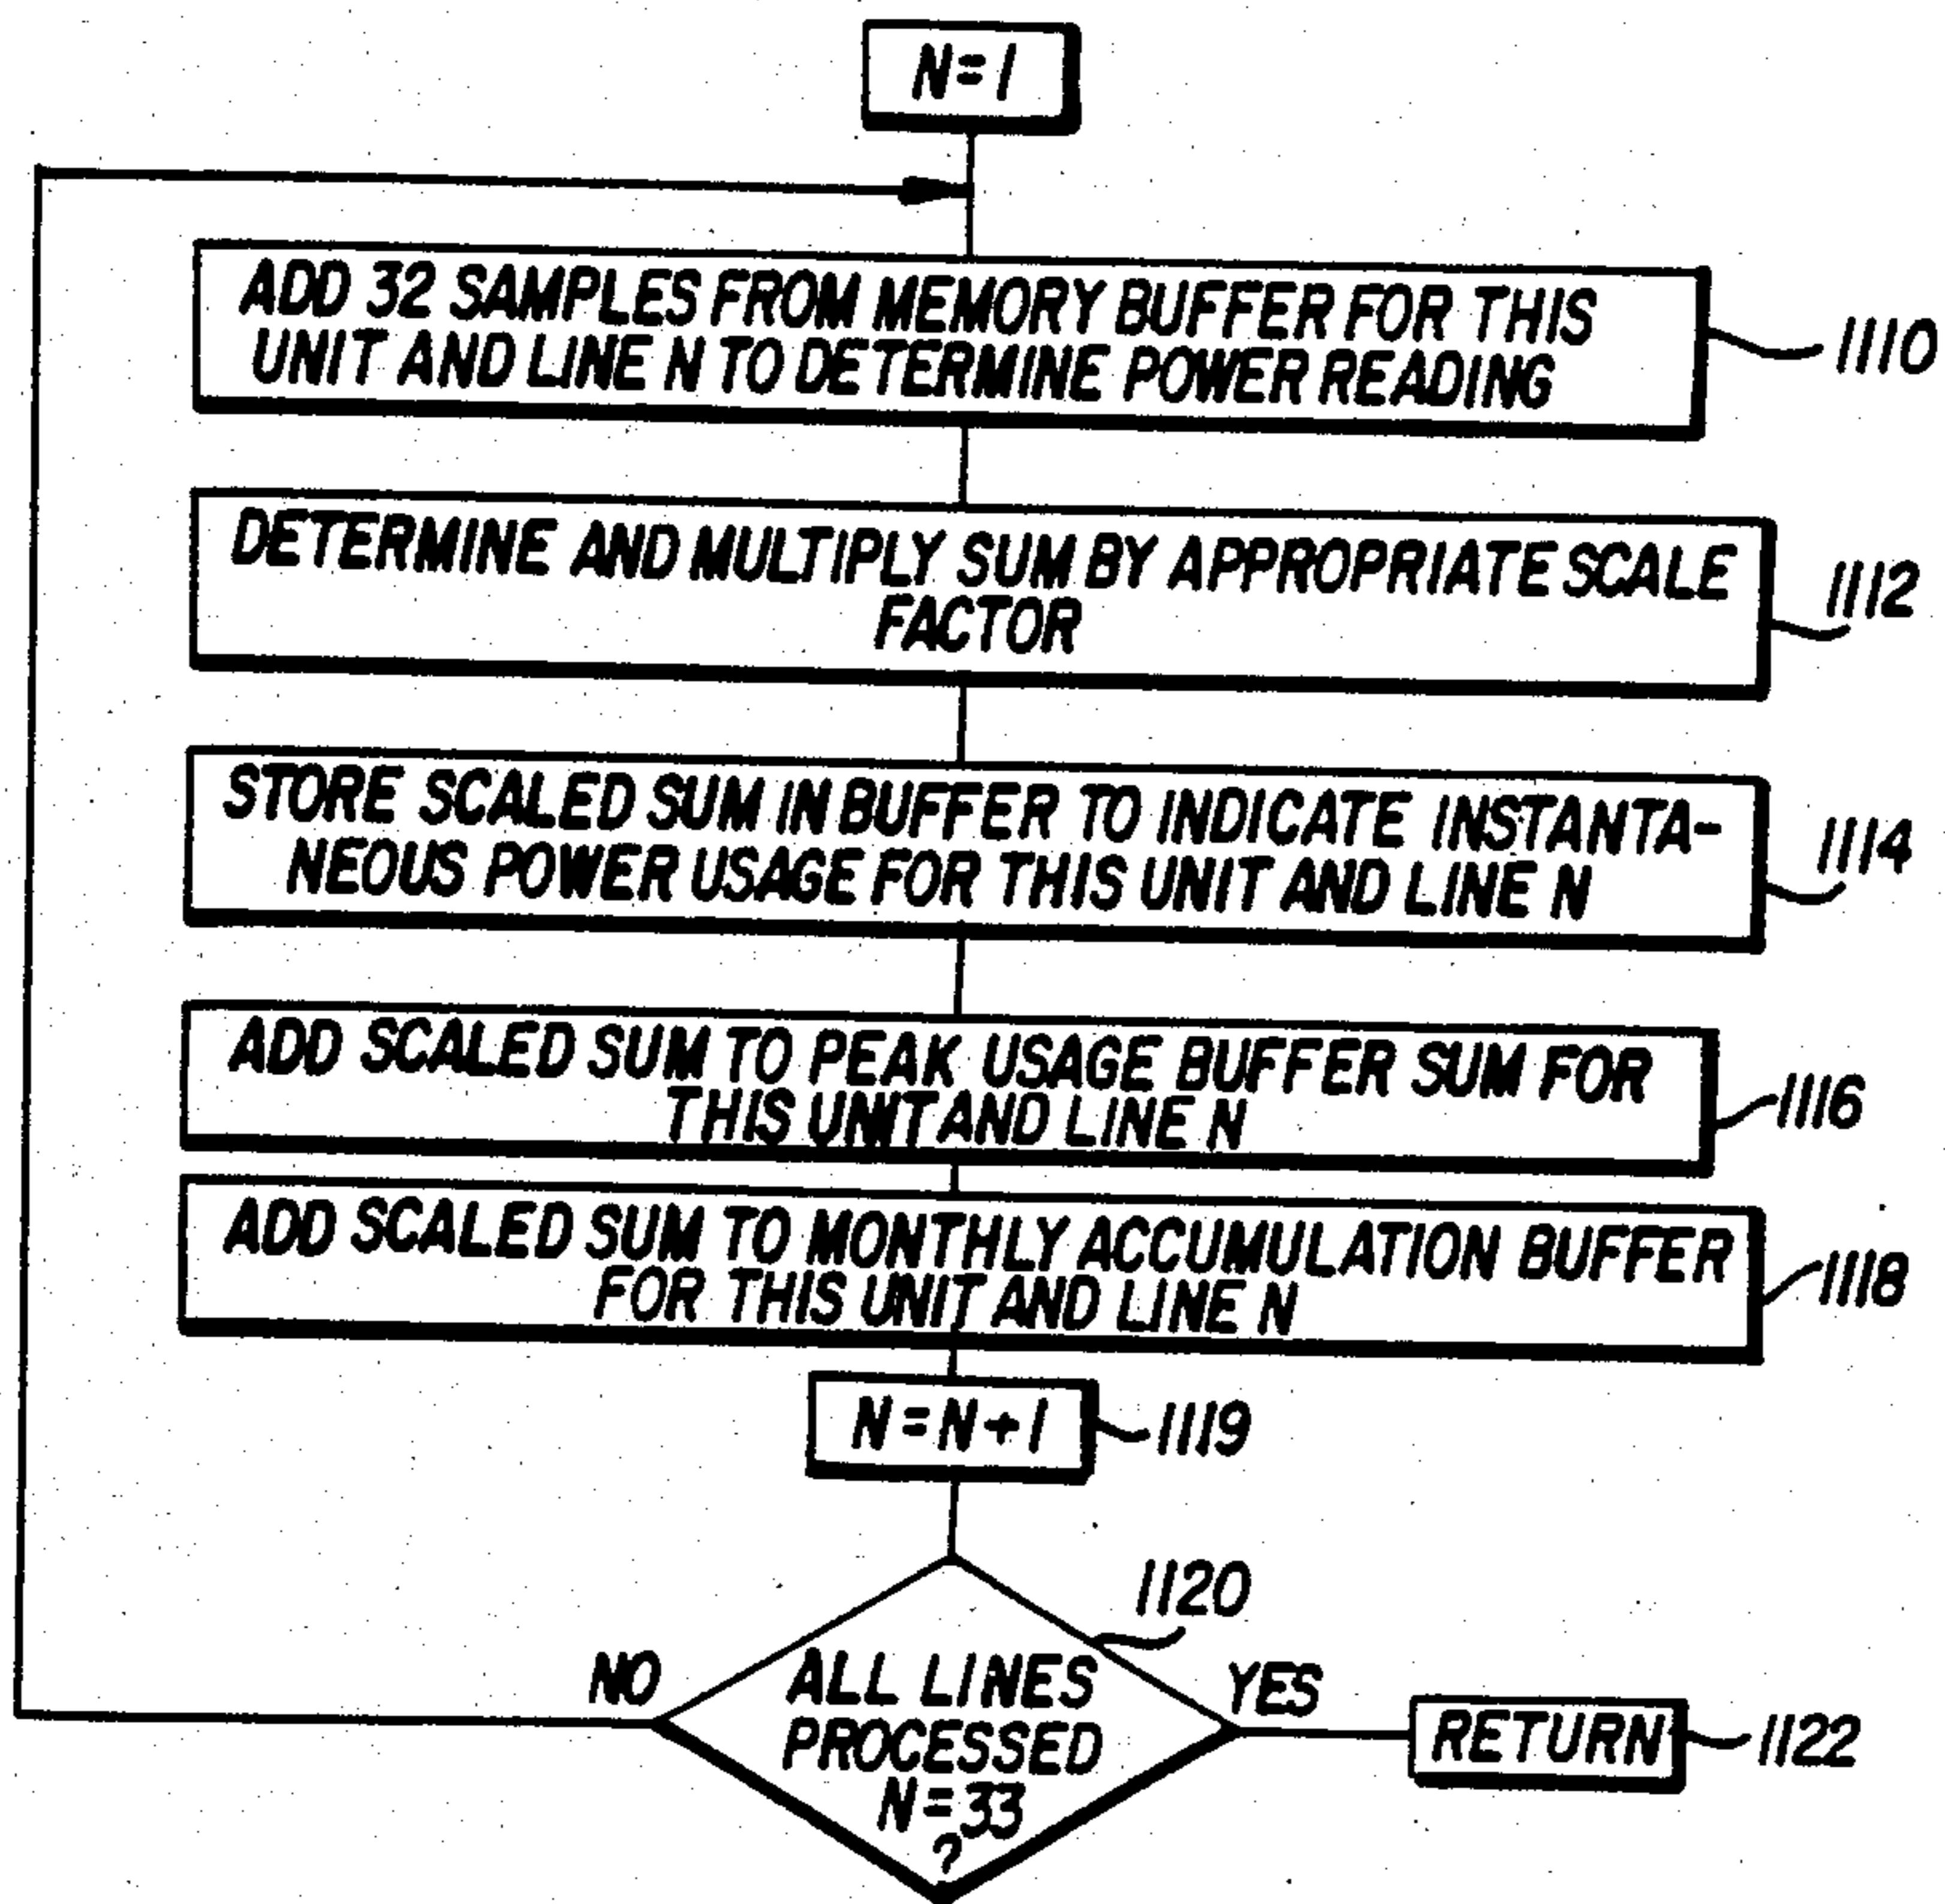 N=1
ADD 32 SAMPLES FROM MEMORY BUFFER FOR THIS
UNIT AND LINE N TO DETERMINE POWER READING
1110
DETERMINE AND MULTIPLY SUM BY APPROPRIATE SCALE
FACTOR
1112
STORE SCALED SUM IN BUFFER TO INDICATE INSTANTA-
NEOUS POWER USAGE FOR THIS UNIT AND LINE N
1114
ADD SCALED SUM TO PEAK USAGE BUFFER SUM FOR
THIS UNIT AND LINE N
1116
ADD SCALED SUM TO MONTHLY ACCUMULATION BUFFER
FOR THIS UNIT AND LINE N
1118
N=N+1
1119
1120
NO
ALL LINES
PROCESSED
N=33
?
YES
RETURN
1122